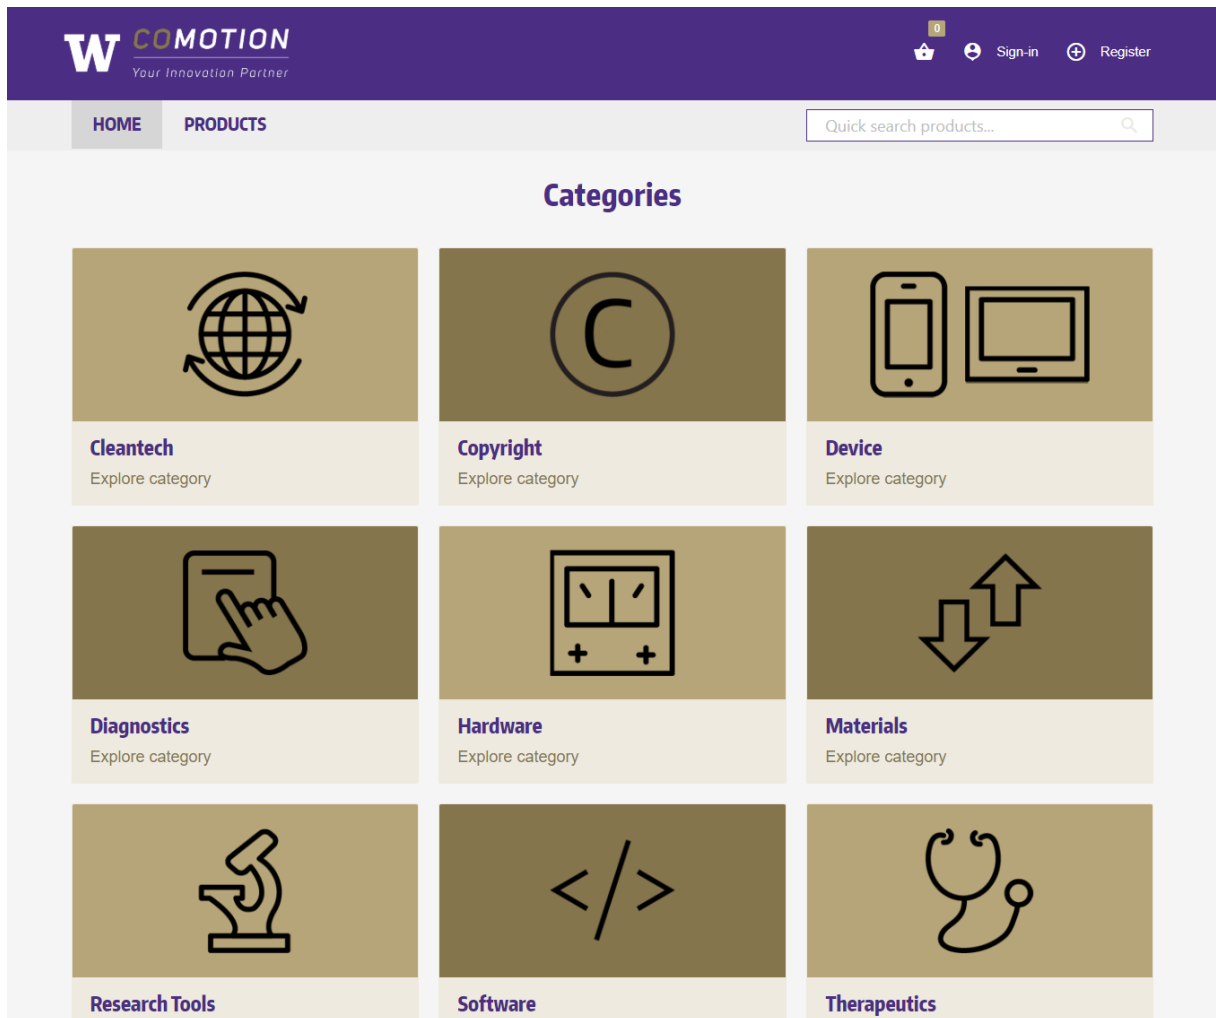 0
W COMOTION
Your Innovation Partner
Sign-in Register
HOME PRODUCTS Quick search products...
Categories
C
Cleantech Copyright Device
Explore category Explore category Explore category
Diagnostics Hardware Materials
Explore category Explore category Explore category
</>
Research Tools Software Therapeutics